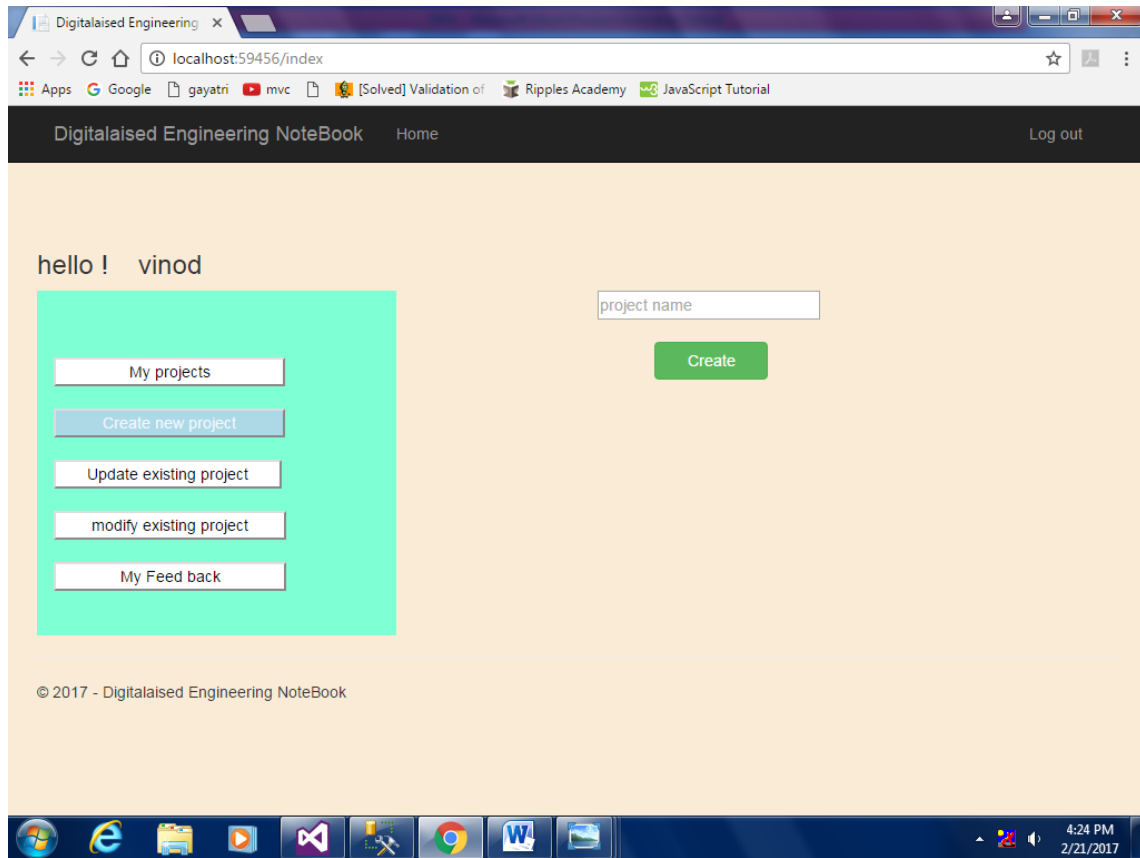 Digitalaised Engineering
localhost:59456/index
Apps Google gayatri mvc [Solved] Validation of Ripples Academy JavaScript Tutorial
Digitalaised Engineering NoteBook Home Log out
hello ! vinod
project name
Create
My projects
Create new project
Update existing project
modify existing project
My Feed back
© 2017 - Digitalaised Engineering NoteBook
4:24 PM
2/21/2017